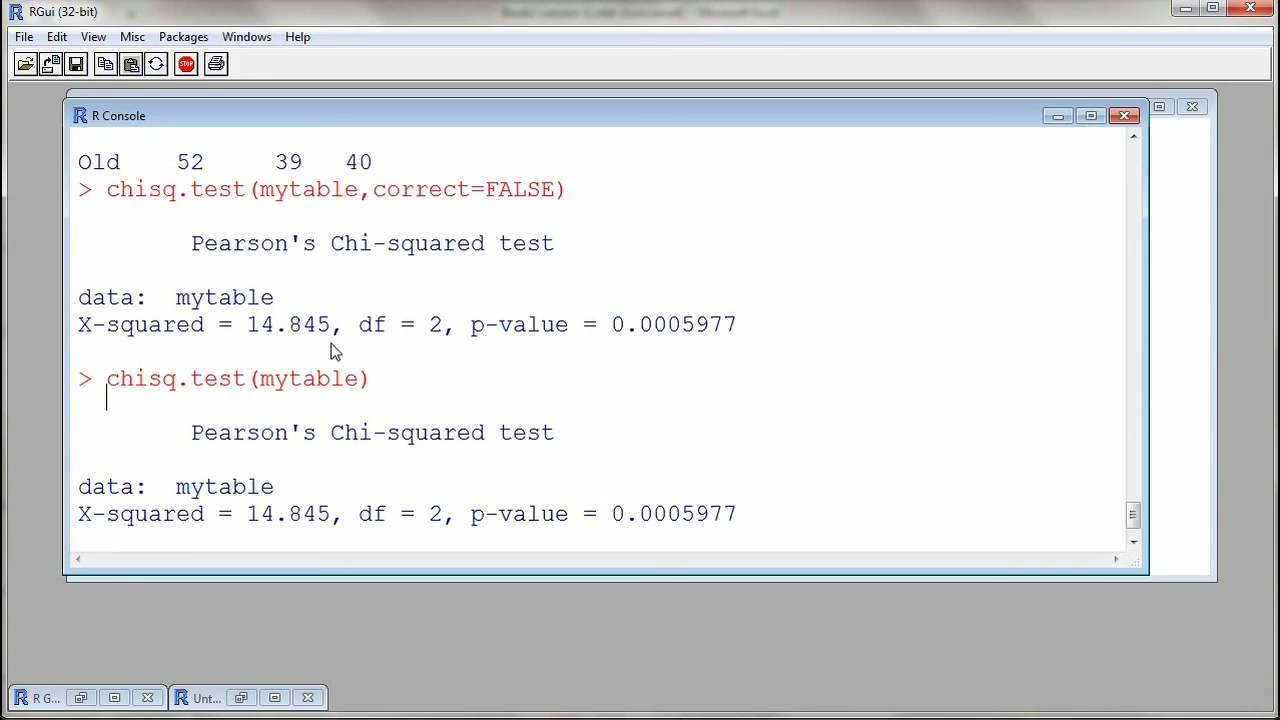 RGui (32-bit)
File Edit View Misc Packages Windows Help
STOP
R Console
Old 52 39 40
> chisq.test(mytable,correct=FALSE)
Pearson's Chi-squared test
data: mytable
X-squared = 14.845, df = 2, p-value = 0.0005977
> chisq.test(mytable)
Pearson's Chi-squared test
data: mytable
X-squared = 14.845, df = 2, p-value = 0.0005977
R G... Unt...